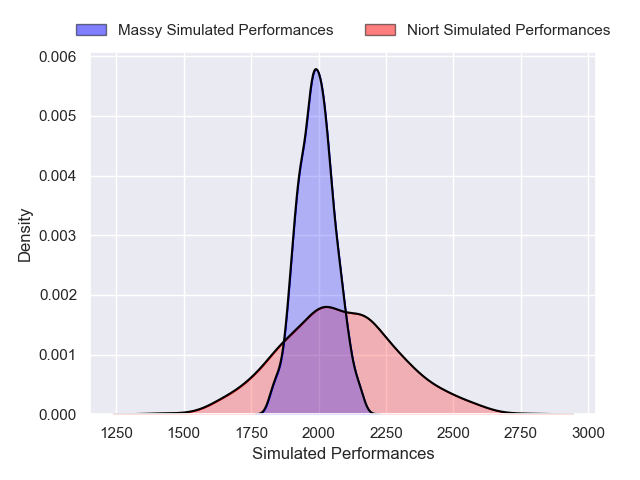 Massy Simulated Performances Niort Simulated Performances
0.006
0.005
0.004
0.003
0.002
0.001
0.000
Density
1250 1500 1750 2000 2250 2500 2750 3000
Simulated Performances